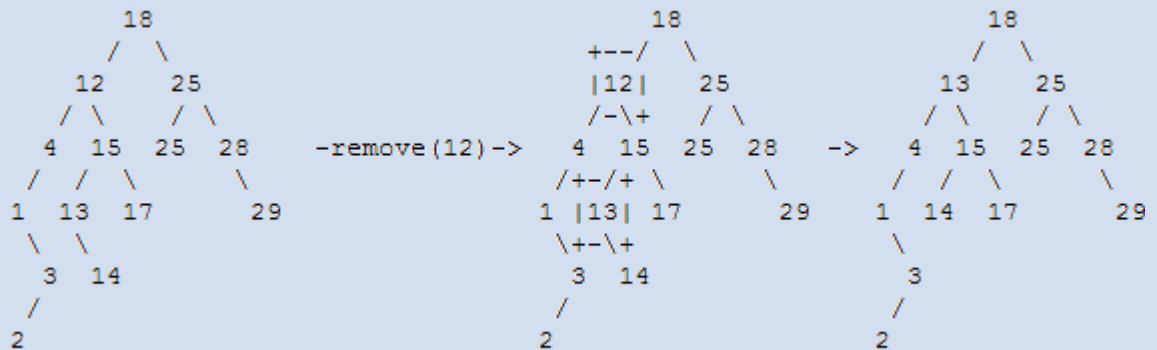 18                               18                   18
      /  \                          +--/  \                 /  \
    12    25                        |12|    25            13    25
   / \    / \                       /-\+   / \           / \    / \
  4  15  25  28    -remove(12)->   4  15  25  28   ->   4  15  25  28
 /  / \       \                   /+-/+ \      \       /  / \       \
1  13  17      29                1 |13| 17      29    1  14  17      29
 \  \                             \+-\+                \
  3  14                            3  14                3
 /                                /                    /
2                                2                    2